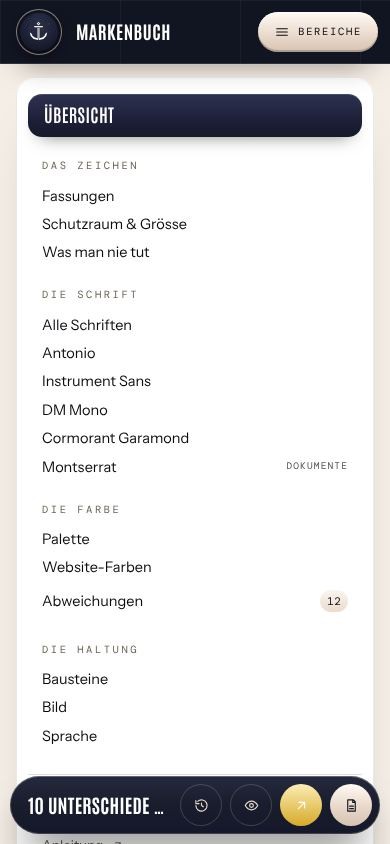 MARKENBUCH
BEREICHE
ÜBERSICHT
DAS ZEICHEN
Fassungen
Schutzraum & Grösse
Was man nie tut
DIE SCHRIFT
Alle Schriften
Antonio
Instrument Sans
DM Mono
Cormorant Garamond
Montserrat DOKUMENTE
DIE FARBE
Palette
Website-Farben
Abweichungen 12
DIE HALTUNG
Bausteine
Bild
Sprache
10 UNTERSCHIEDE ...